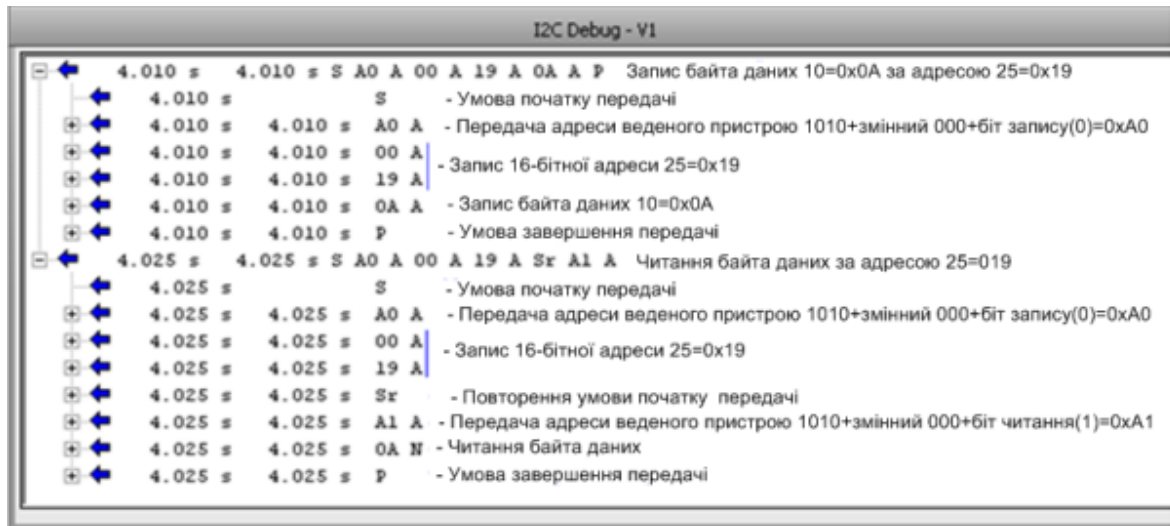 I2C Debug - V1
4.010 s 4.010 s S A0 A 00 A 19 A 0A A P Запис байта даних 10=0x0A за адресою 25=0x19
4.010 s S - Умова початку передачі
4.010 s 4.010 s A0 A - Передача адреси веденого пристрою 1010+змінний 000+біт запису(0)=0xA0
4.010 s 4.010 s 00 A - Запис 16-бітної адреси 25=0x19
4.010 s 4.010 s 19 A
4.010 s 4.010 s 0A A - Запис байта даних 10=0x0A
4.010 s 4.010 s P - Умова завершення передачі
4.025 s 4.025 s S A0 A 00 A 19 A Sr A1 A Читання байта даних за адресою 25=019
4.025 s S - Умова початку передачі
4.025 s 4.025 s A0 A - Передача адреси веденого пристрою 1010+змінний 000+біт запису(0)=0xA0
4.025 s 4.025 s 00 A - Запис 16-бітної адреси 25=0x19
4.025 s 4.025 s 19 A
4.025 s 4.025 s Sr - Повторення умови початку передачі
4.025 s 4.025 s A1 A - Передача адреси веденого пристрою 1010+змінний 000+біт читання(1)=0xA1
4.025 s 4.025 s 0A N - Читання байта даних
4.025 s 4.025 s P - Умова завершення передачі